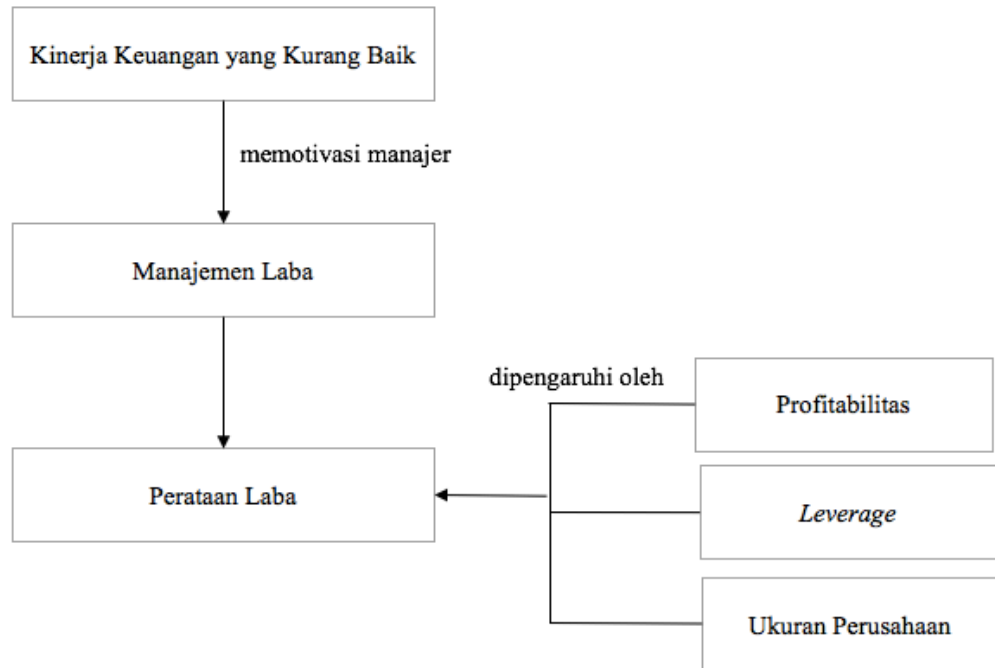 Kinerja Keuangan yang Kurang Baik
memotivasi manajer
Manajemen Laba
dipengaruhi oleh
Profitabilitas
Perataan Laba
Leverage
Ukuran Perusahaan